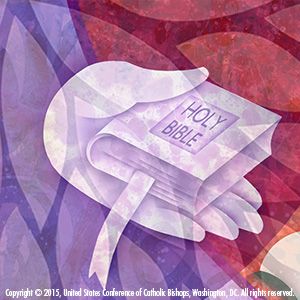 HOLY
BIBLE
Copyright © 2015, United States Conference of Catholic Bishops, Washington, DC. All rights reserved.